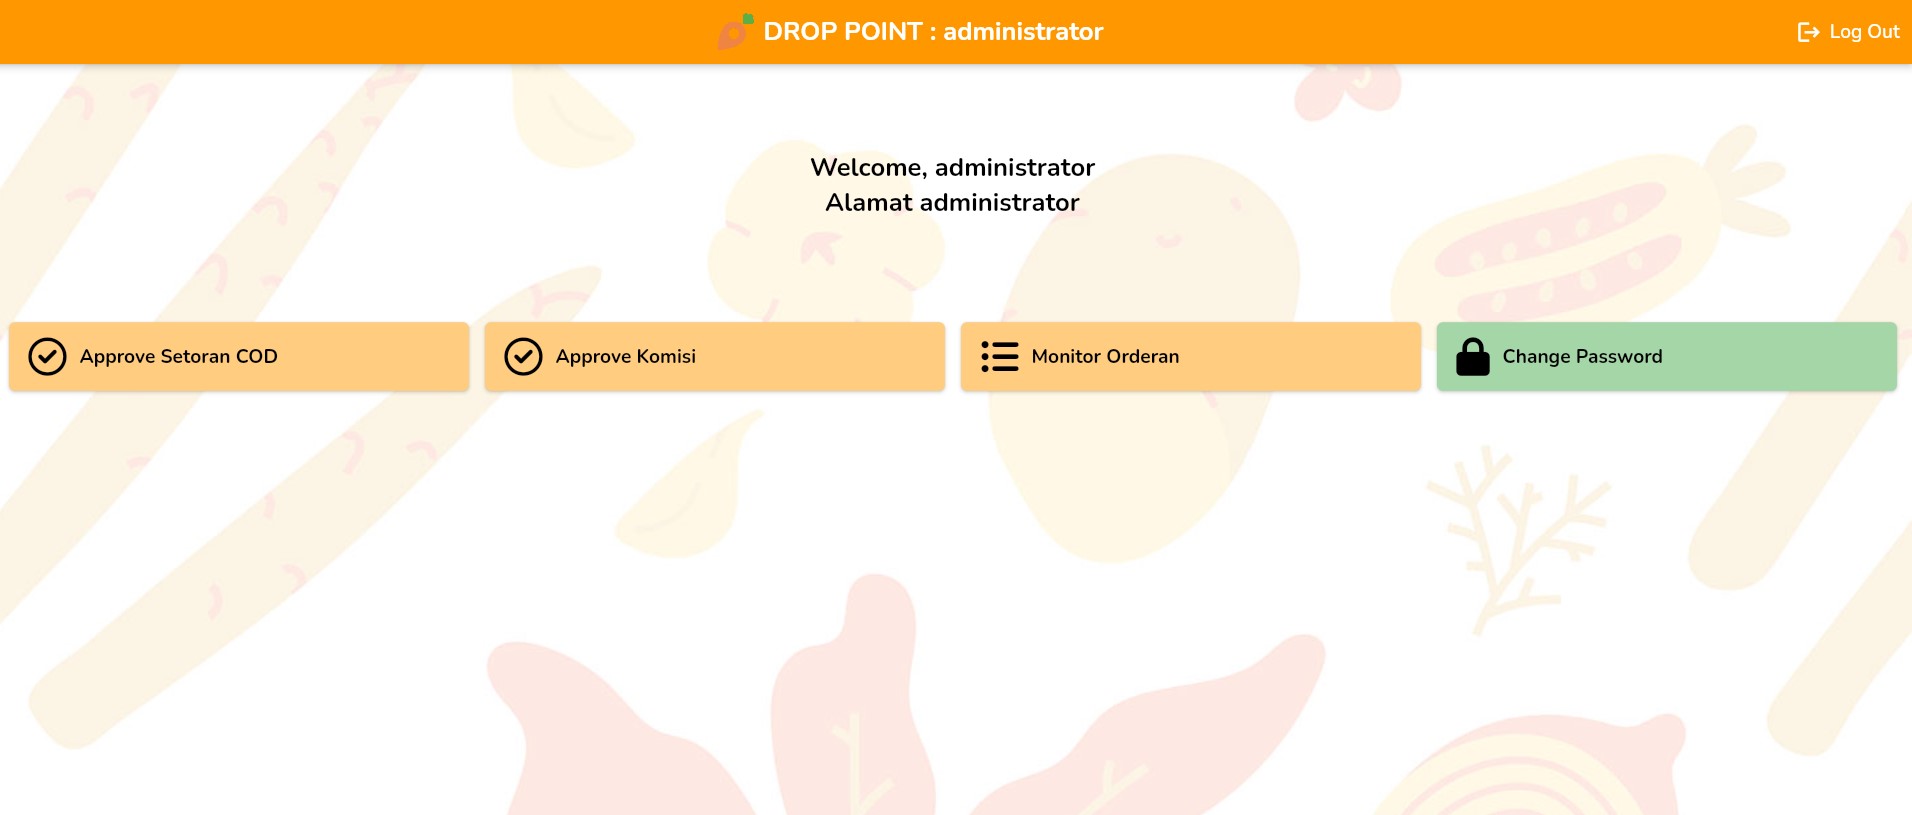 DROP POINT : administrator
Log Out
Welcome, administrator
Alamat administrator
Approve Setoran COD
Approve Komisi
Monitor Orderan
Change Password